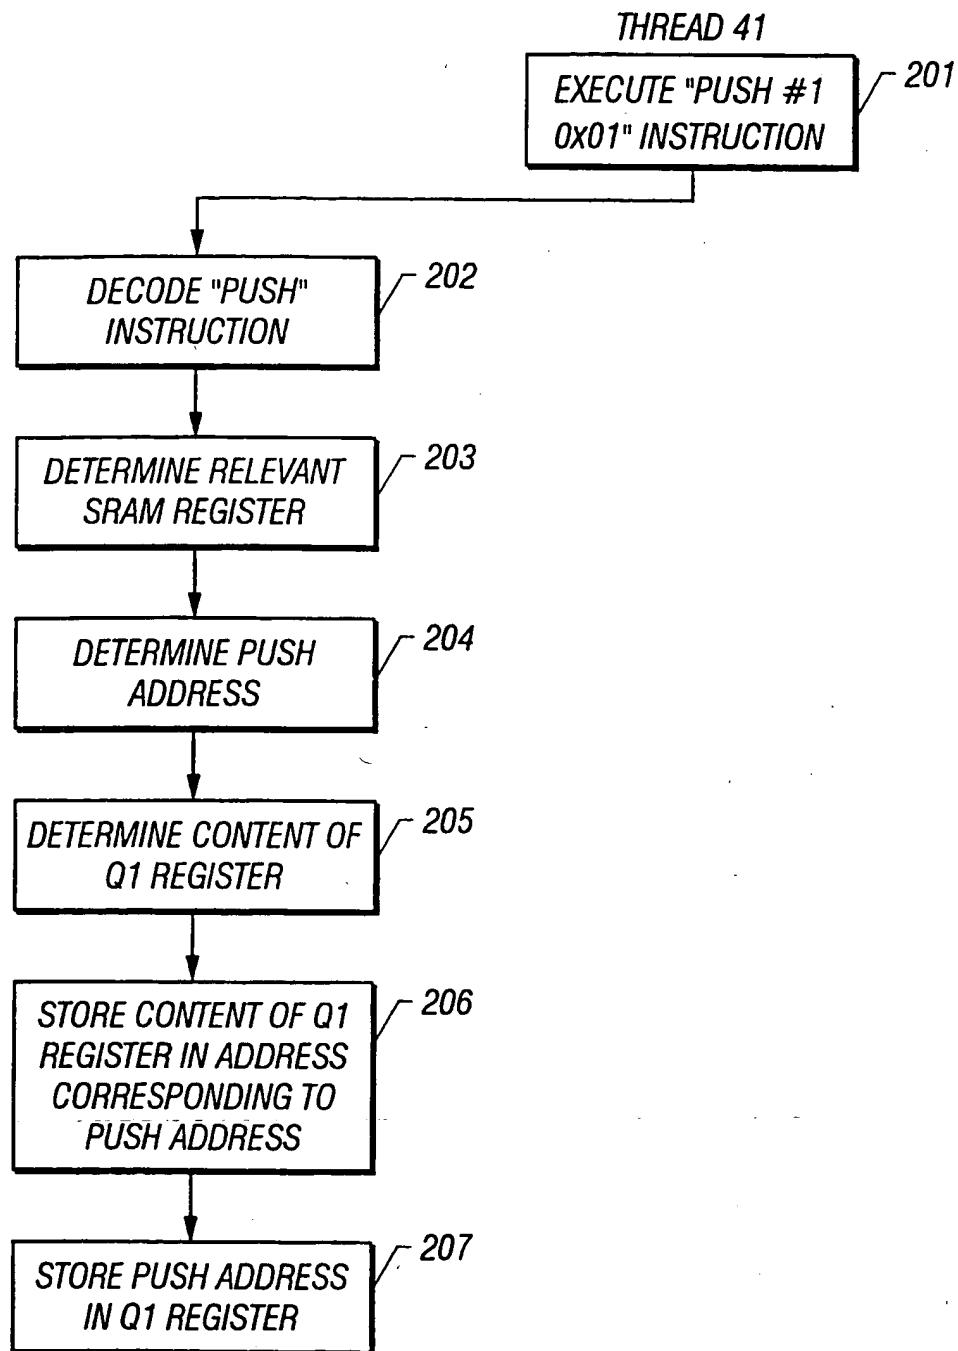 THREAD 41
EXECUTE "PUSH #1
0x01" INSTRUCTION
201
DECODE "PUSH"
INSTRUCTION
202
DETERMINE RELEVANT
SRAM REGISTER
203
DETERMINE PUSH
ADDRESS
204
DETERMINE CONTENT OF
Q1 REGISTER
205
STORE CONTENT OF Q1
REGISTER IN ADDRESS
CORRESPONDING TO
PUSH ADDRESS
206
STORE PUSH ADDRESS
IN Q1 REGISTER
207